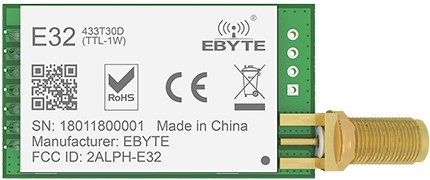 E32 433T30D
(TTL-1W)
EBYTE
RoHS
CE
SN: 18011800001 Made in China
Manufacturer: EBYTE
FCC ID: 2ALPH-E32